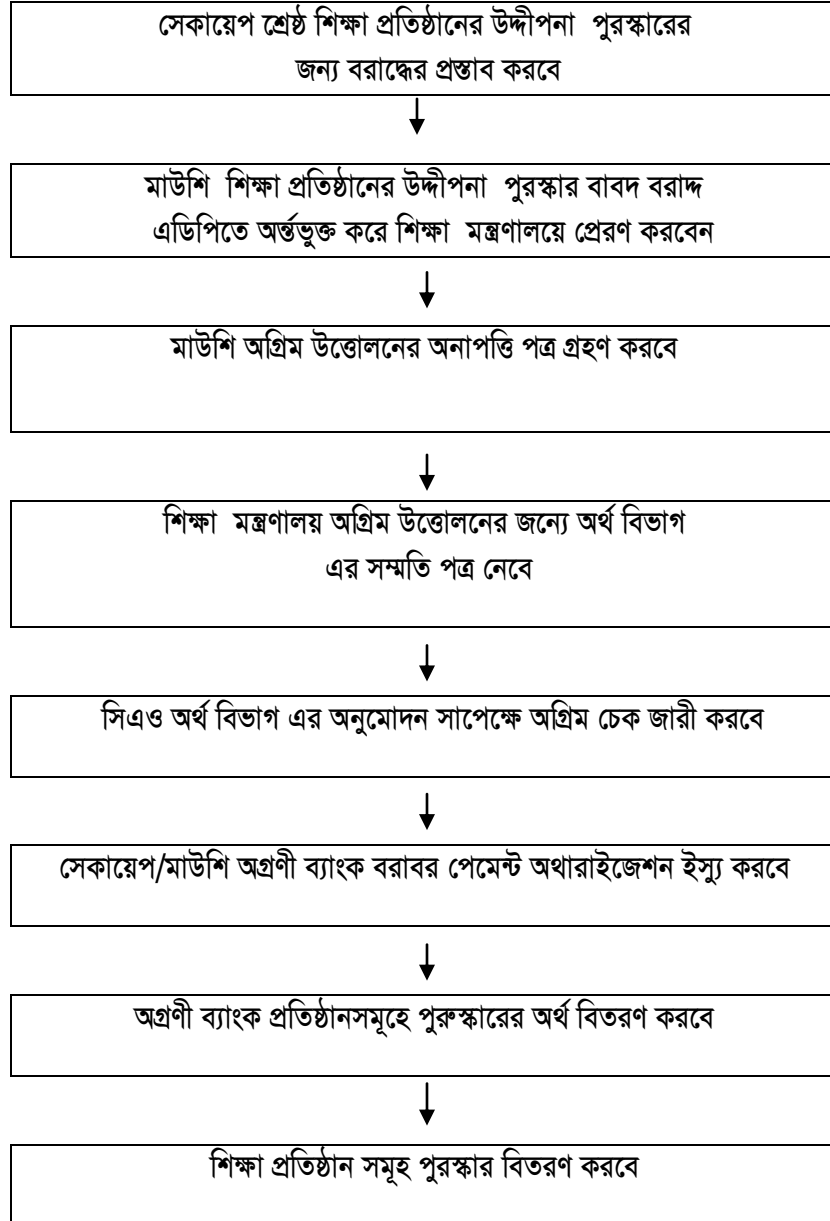 সেকায়েপ শ্রেষ্ঠ শিক্ষা প্রতিষ্ঠানের উদ্দীপনা পুরস্কারের
জন্য বরাদ্ধের প্রস্তাব করবে
মাউশি শিক্ষা প্রতিষ্ঠানের উদ্দীপনা পুরস্কার বাবদ বরাদ্দ
এডিপিতে অর্ন্তভুক্ত করে শিক্ষা মন্ত্রণালয়ে প্রেরণ করবেন
মাউশি অগ্রিম উত্তোলনের অনাপত্তি পত্র গ্রহণ করবে
শিক্ষা মন্ত্রণালয় অগ্রিম উত্তোলনের জন্যে অর্থ বিভাগ
এর সম্মতি পত্র নেবে
সিএও অর্থ বিভাগ এর অনুমোদন সাপেক্ষে অগ্রিম চেক জারী করবে
সেকায়েপ/মাউশি অগ্রণী ব্যাংক বরাবর পেমেন্ট অথারাইজেশন ইস্যু করবে
অগ্রণী ব্যাংক প্রতিষ্ঠানসমূহে পুরুস্কারের অর্থ বিতরণ করবে
শিক্ষা প্রতিষ্ঠান সমূহ পুরস্কার বিতরণ করবে